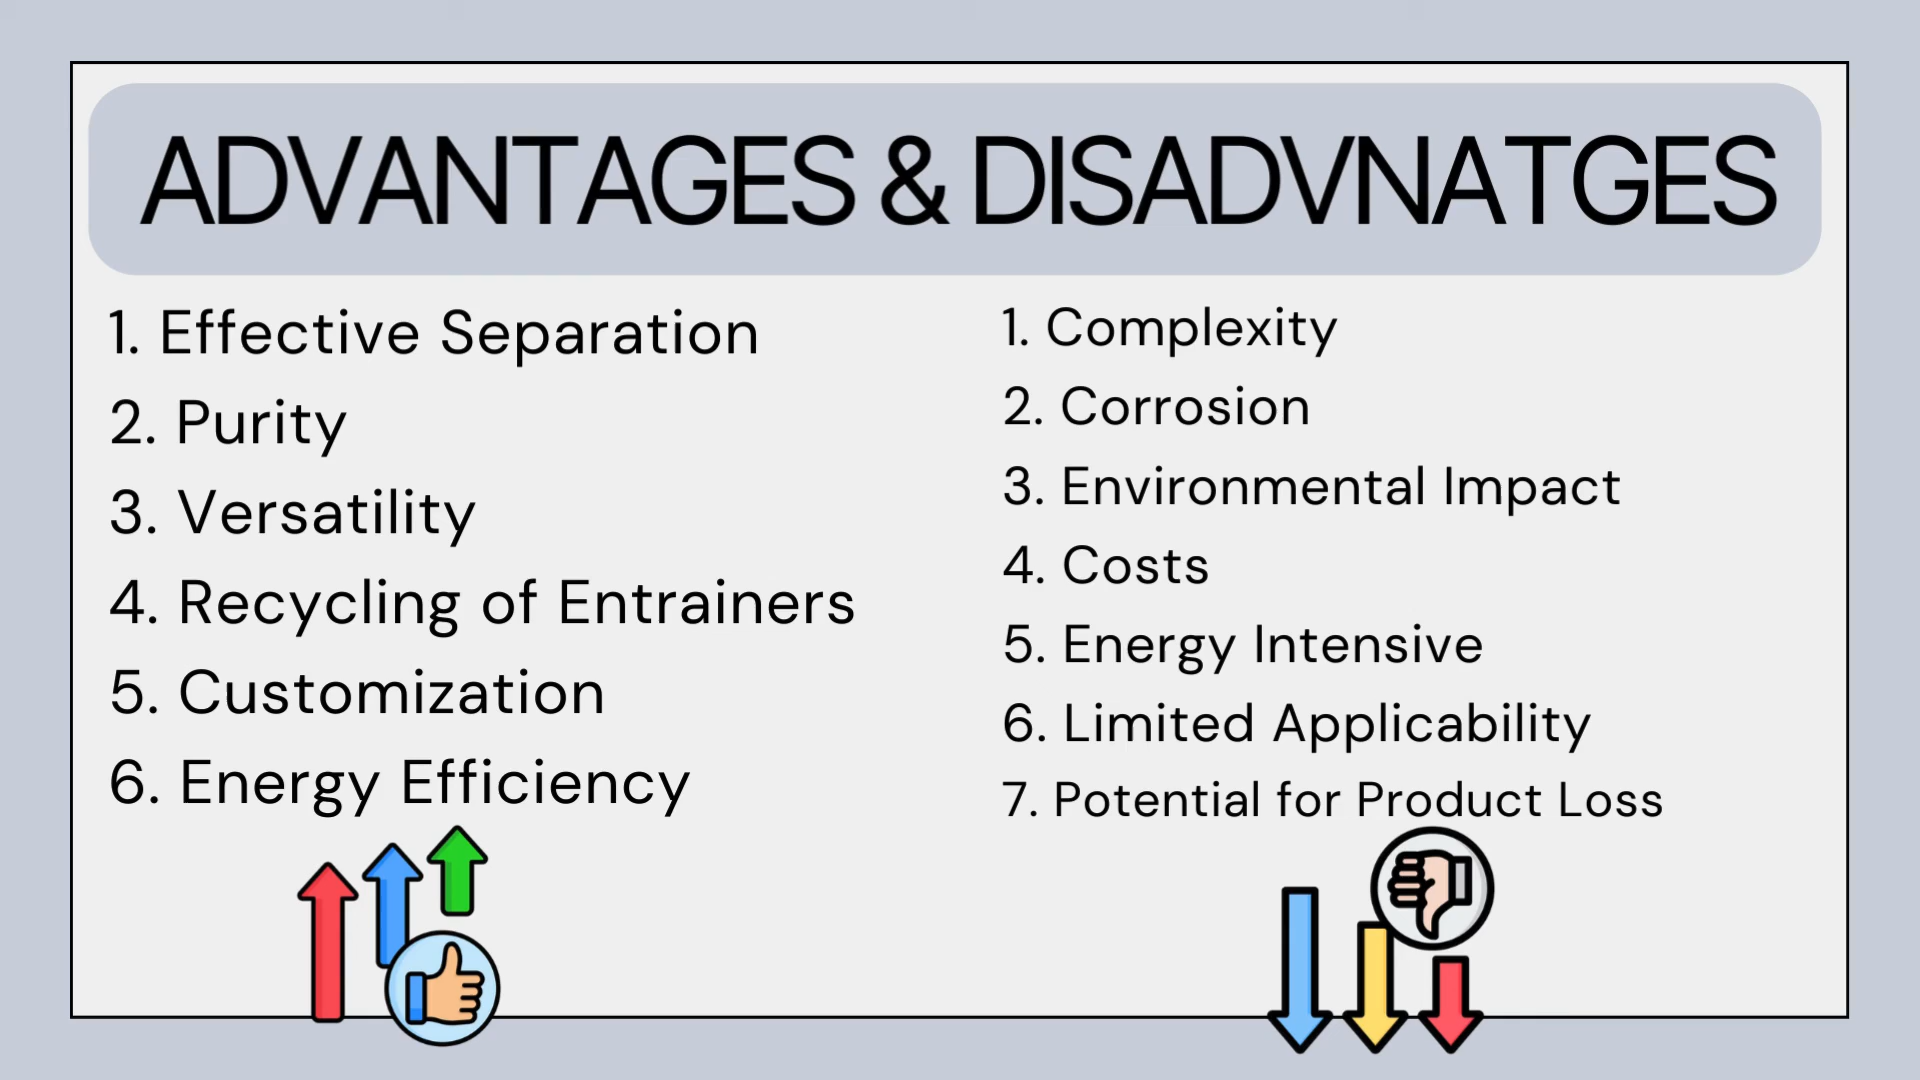 ADVANTAGES & DISADVNATGES
1. Effective Separation
2. Purity
3. Versatility
4. Recycling of Entrainers
5. Customization
6. Energy Efficiency
1. Complexity
2. Corrosion
3. Environmental Impact
4. Costs
5. Energy Intensive
6. Limited Applicability
7. Potential for Product Loss